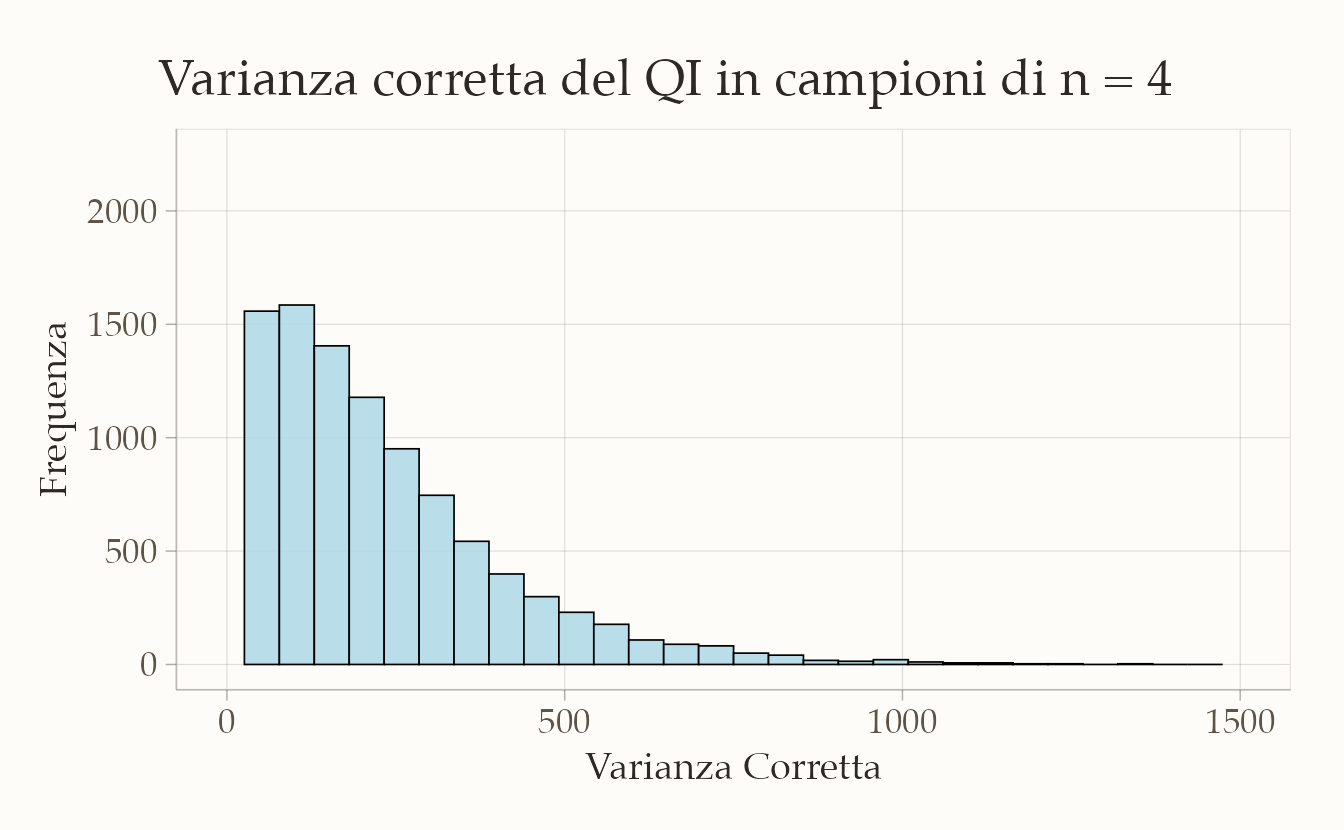 Varianza corretta del QI in campioni di n = 4
2000
1500
1000
500
0
Frequenza
0 500 1000 1500
Varianza Corretta